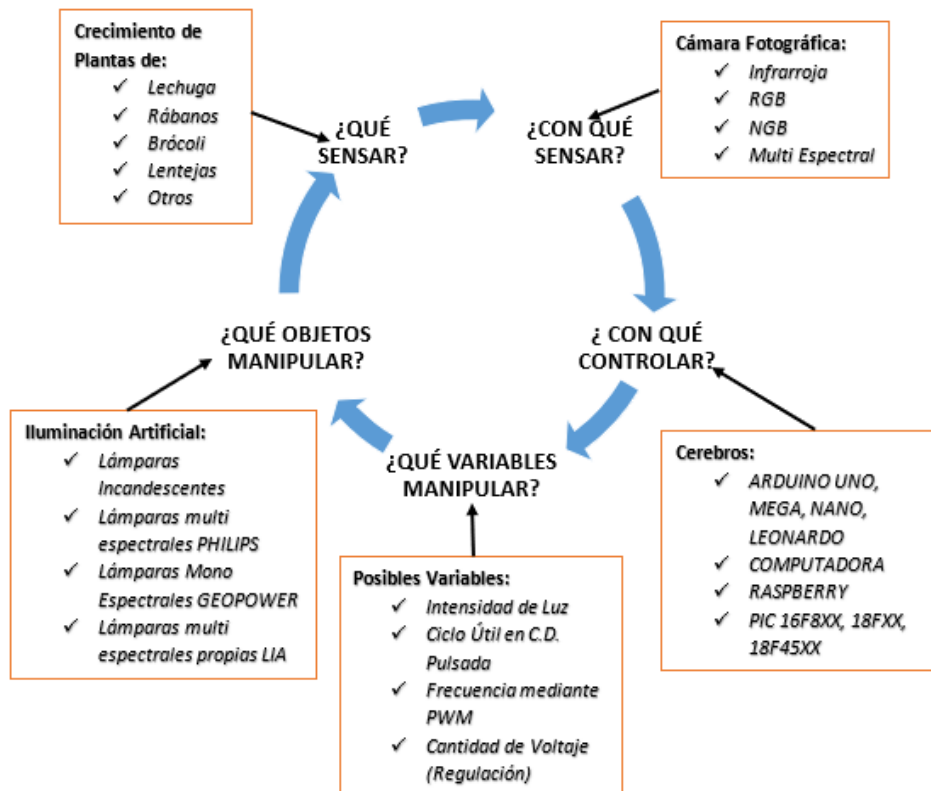 Crecimiento de
Plantas de:
✓ Lechuga
✓ Rábanos
✓ Brócoli
✓ Lentejas
✓ Otros
¿QUÉ
SENSAR?
¿CON QUÉ
SENSAR?
Cámara Fotográfica:
✓ Infrarroja
✓ RGB
✓ NGB
✓ Multi Espectral
¿QUÉ OBJETOS
MANIPULAR?
¿ CON QUÉ
CONTROLAR?
Iluminación Artificial:
✓ Lámparas
Incandescentes
✓ Lámparas multi
espectrales PHILIPS
✓ Lámparas Mono
Espectrales GEOPOWER
✓ Lámparas multi
espectrales propias LIA
¿QUÉ VARIABLES
MANIPULAR?
Posibles Variables:
✓ Intensidad de Luz
✓ Ciclo Útil en C.D.
Pulsada
✓ Frecuencia mediante
PWM
✓ Cantidad de Voltaje
(Regulación)
Cerebros:
✓ ARDUINO UNO,
MEGA, NANO,
LEONARDO
✓ COMPUTADORA
✓ RASPBERRY
✓ PIC 16F8XX, 18FXX,
18F45XX